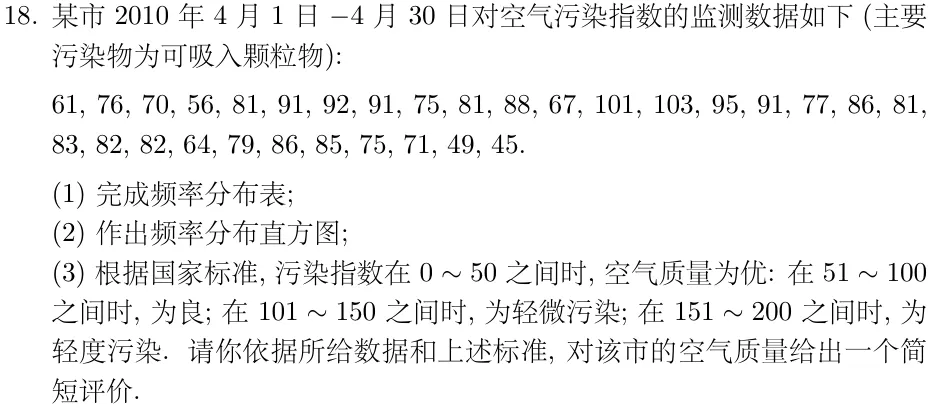 18. 某市 2010 年 4 月 1 日 −4 月 30 日对空气污染指数的监测数据如下 (主要
污染物为可吸入颗粒物):
61, 76, 70, 56, 81, 91, 92, 91, 75, 81, 88, 67, 101, 103, 95, 91, 77, 86, 81,
83, 82, 82, 64, 79, 86, 85, 75, 71, 49, 45.
(1) 完成频率分布表;
(2) 作出频率分布直方图;
(3) 根据国家标准, 污染指数在 0 ∼ 50 之间时, 空气质量为优: 在 51 ∼ 100
之间时, 为良; 在 101 ∼ 150 之间时, 为轻微污染; 在 151 ∼ 200 之间时, 为
轻度污染. 请你依据所给数据和上述标准, 对该市的空气质量给出一个简
短评价.